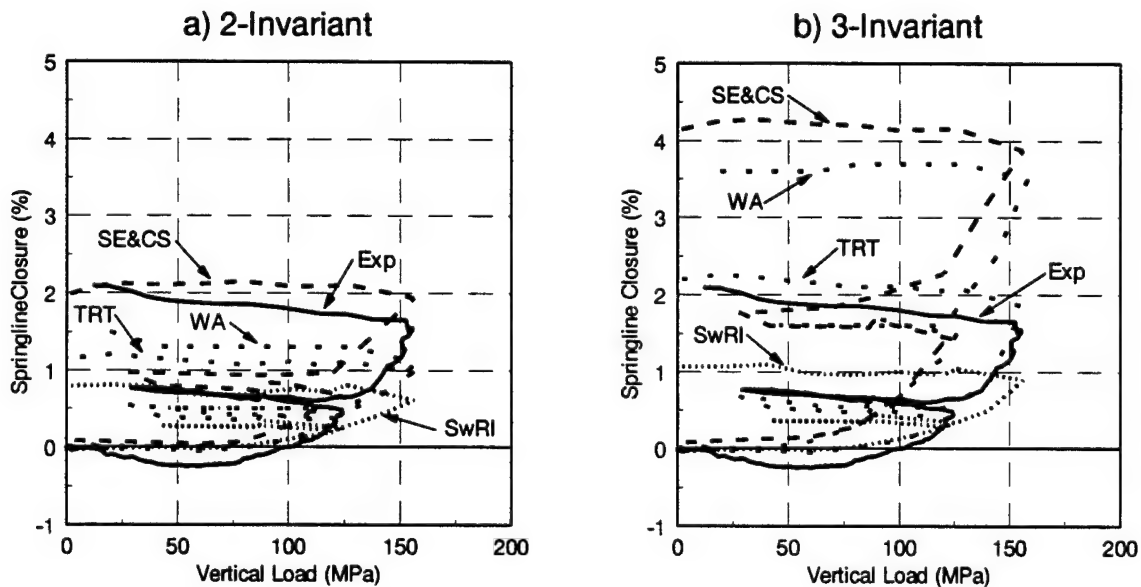 a) 2-Invariant
5
4
3
2
1
0
-1
SpringlineClosure (%)
SE&CS
Exp
TRT
WA
SwRI
0
50
100
150
200
Vertical Load (MPa)
b) 3-Invariant
5
4
3
2
1
0
-1
Springline Closure (%)
SE&CS
WA
TRT
Exp
SwRI
0
50
100
150
200
Vertical Load (MPa)